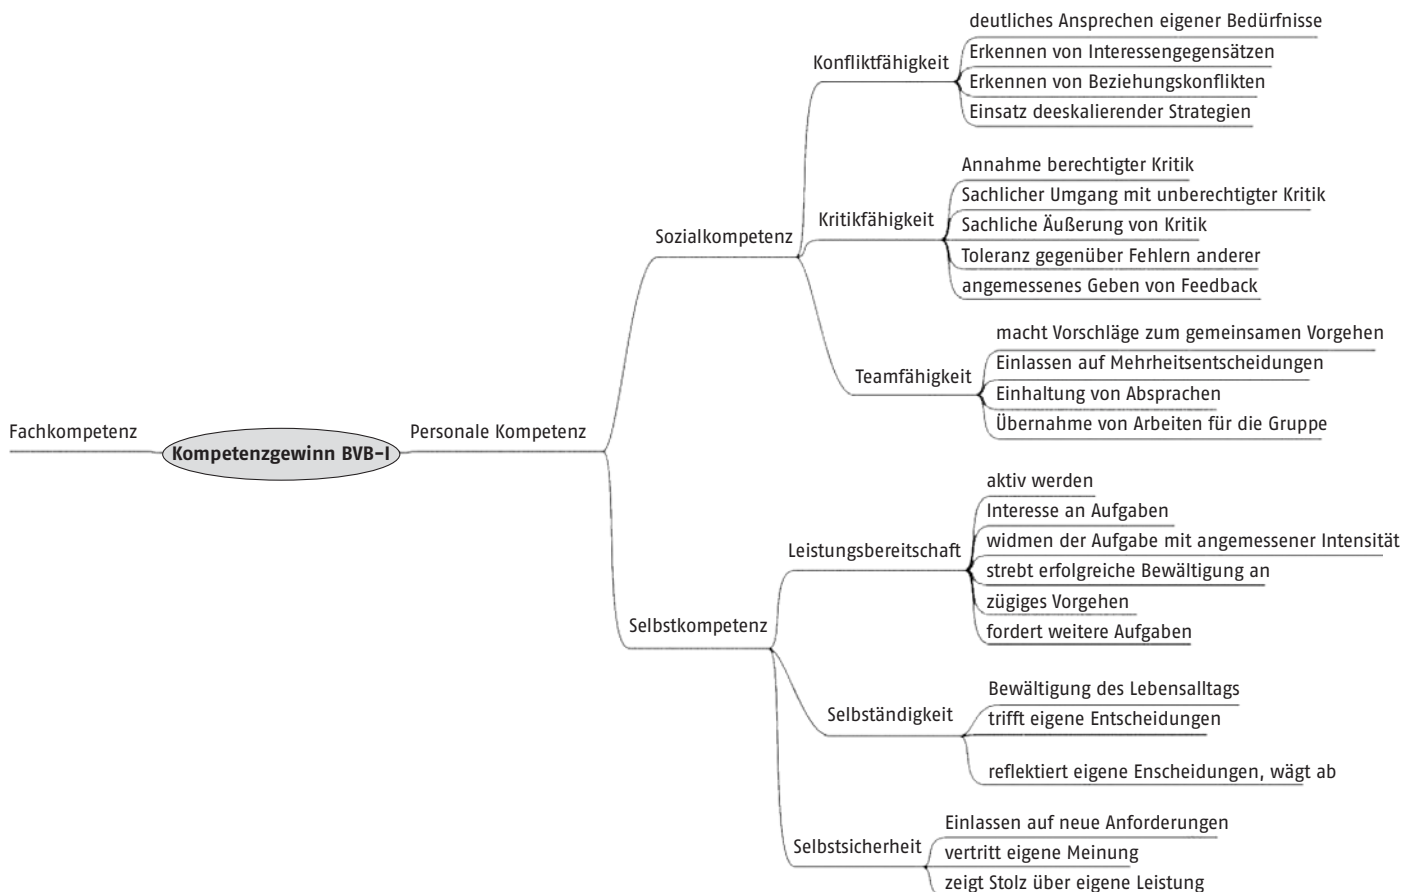 Fachkompetenz
Kompetenzgewinn BVB-I
Personale Kompetenz
Sozialkompetenz
Konfliktfähigkeit
deutliches Ansprechen eigener Bedürfnisse
Erkennen von Interessengegensätzen
Erkennen von Beziehungskonflikten
Einsatz deeskalierender Strategien
Kritikfähigkeit
Annahme berechtigter Kritik
Sachlicher Umgang mit unberechtigter Kritik
Sachliche Äußerung von Kritik
Toleranz gegenüber Fehlern anderer
angemessenes Geben von Feedback
Teamfähigkeit
macht Vorschläge zum gemeinsamen Vorgehen
Einlassen auf Mehrheitsentscheidungen
Einhaltung von Absprachen
Übernahme von Arbeiten für die Gruppe
Selbstkompetenz
Leistungsbereitschaft
aktiv werden
Interesse an Aufgaben
widmen der Aufgabe mit angemessener Intensität
strebt erfolgreiche Bewältigung an
zügiges Vorgehen
fordert weitere Aufgaben
Selbständigkeit
Bewältigung des Lebensalltags
trifft eigene Entscheidungen
reflektiert eigene Enscheidungen, wägt ab
Selbstsicherheit
Einlassen auf neue Anforderungen
vertritt eigene Meinung
zeigt Stolz über eigene Leistung